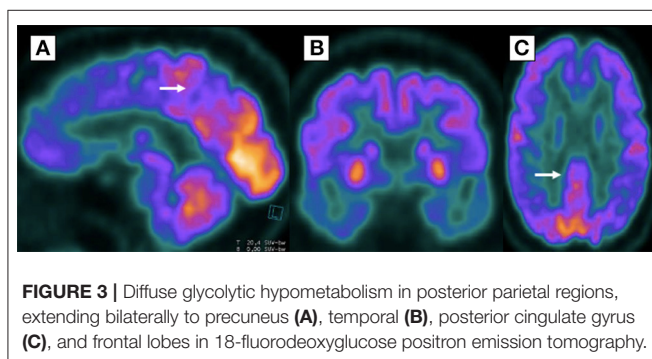 A
B
C
T 20.4 SUV-bw
B 0.00 SUV-bw
FIGURE 3 | Diffuse glycolytic hypometabolism in posterior parietal regions,
extending bilaterally to precuneus (A), temporal (B), posterior cingulate gyrus
(C), and frontal lobes in 18-fluorodeoxyglucose positron emission tomography.